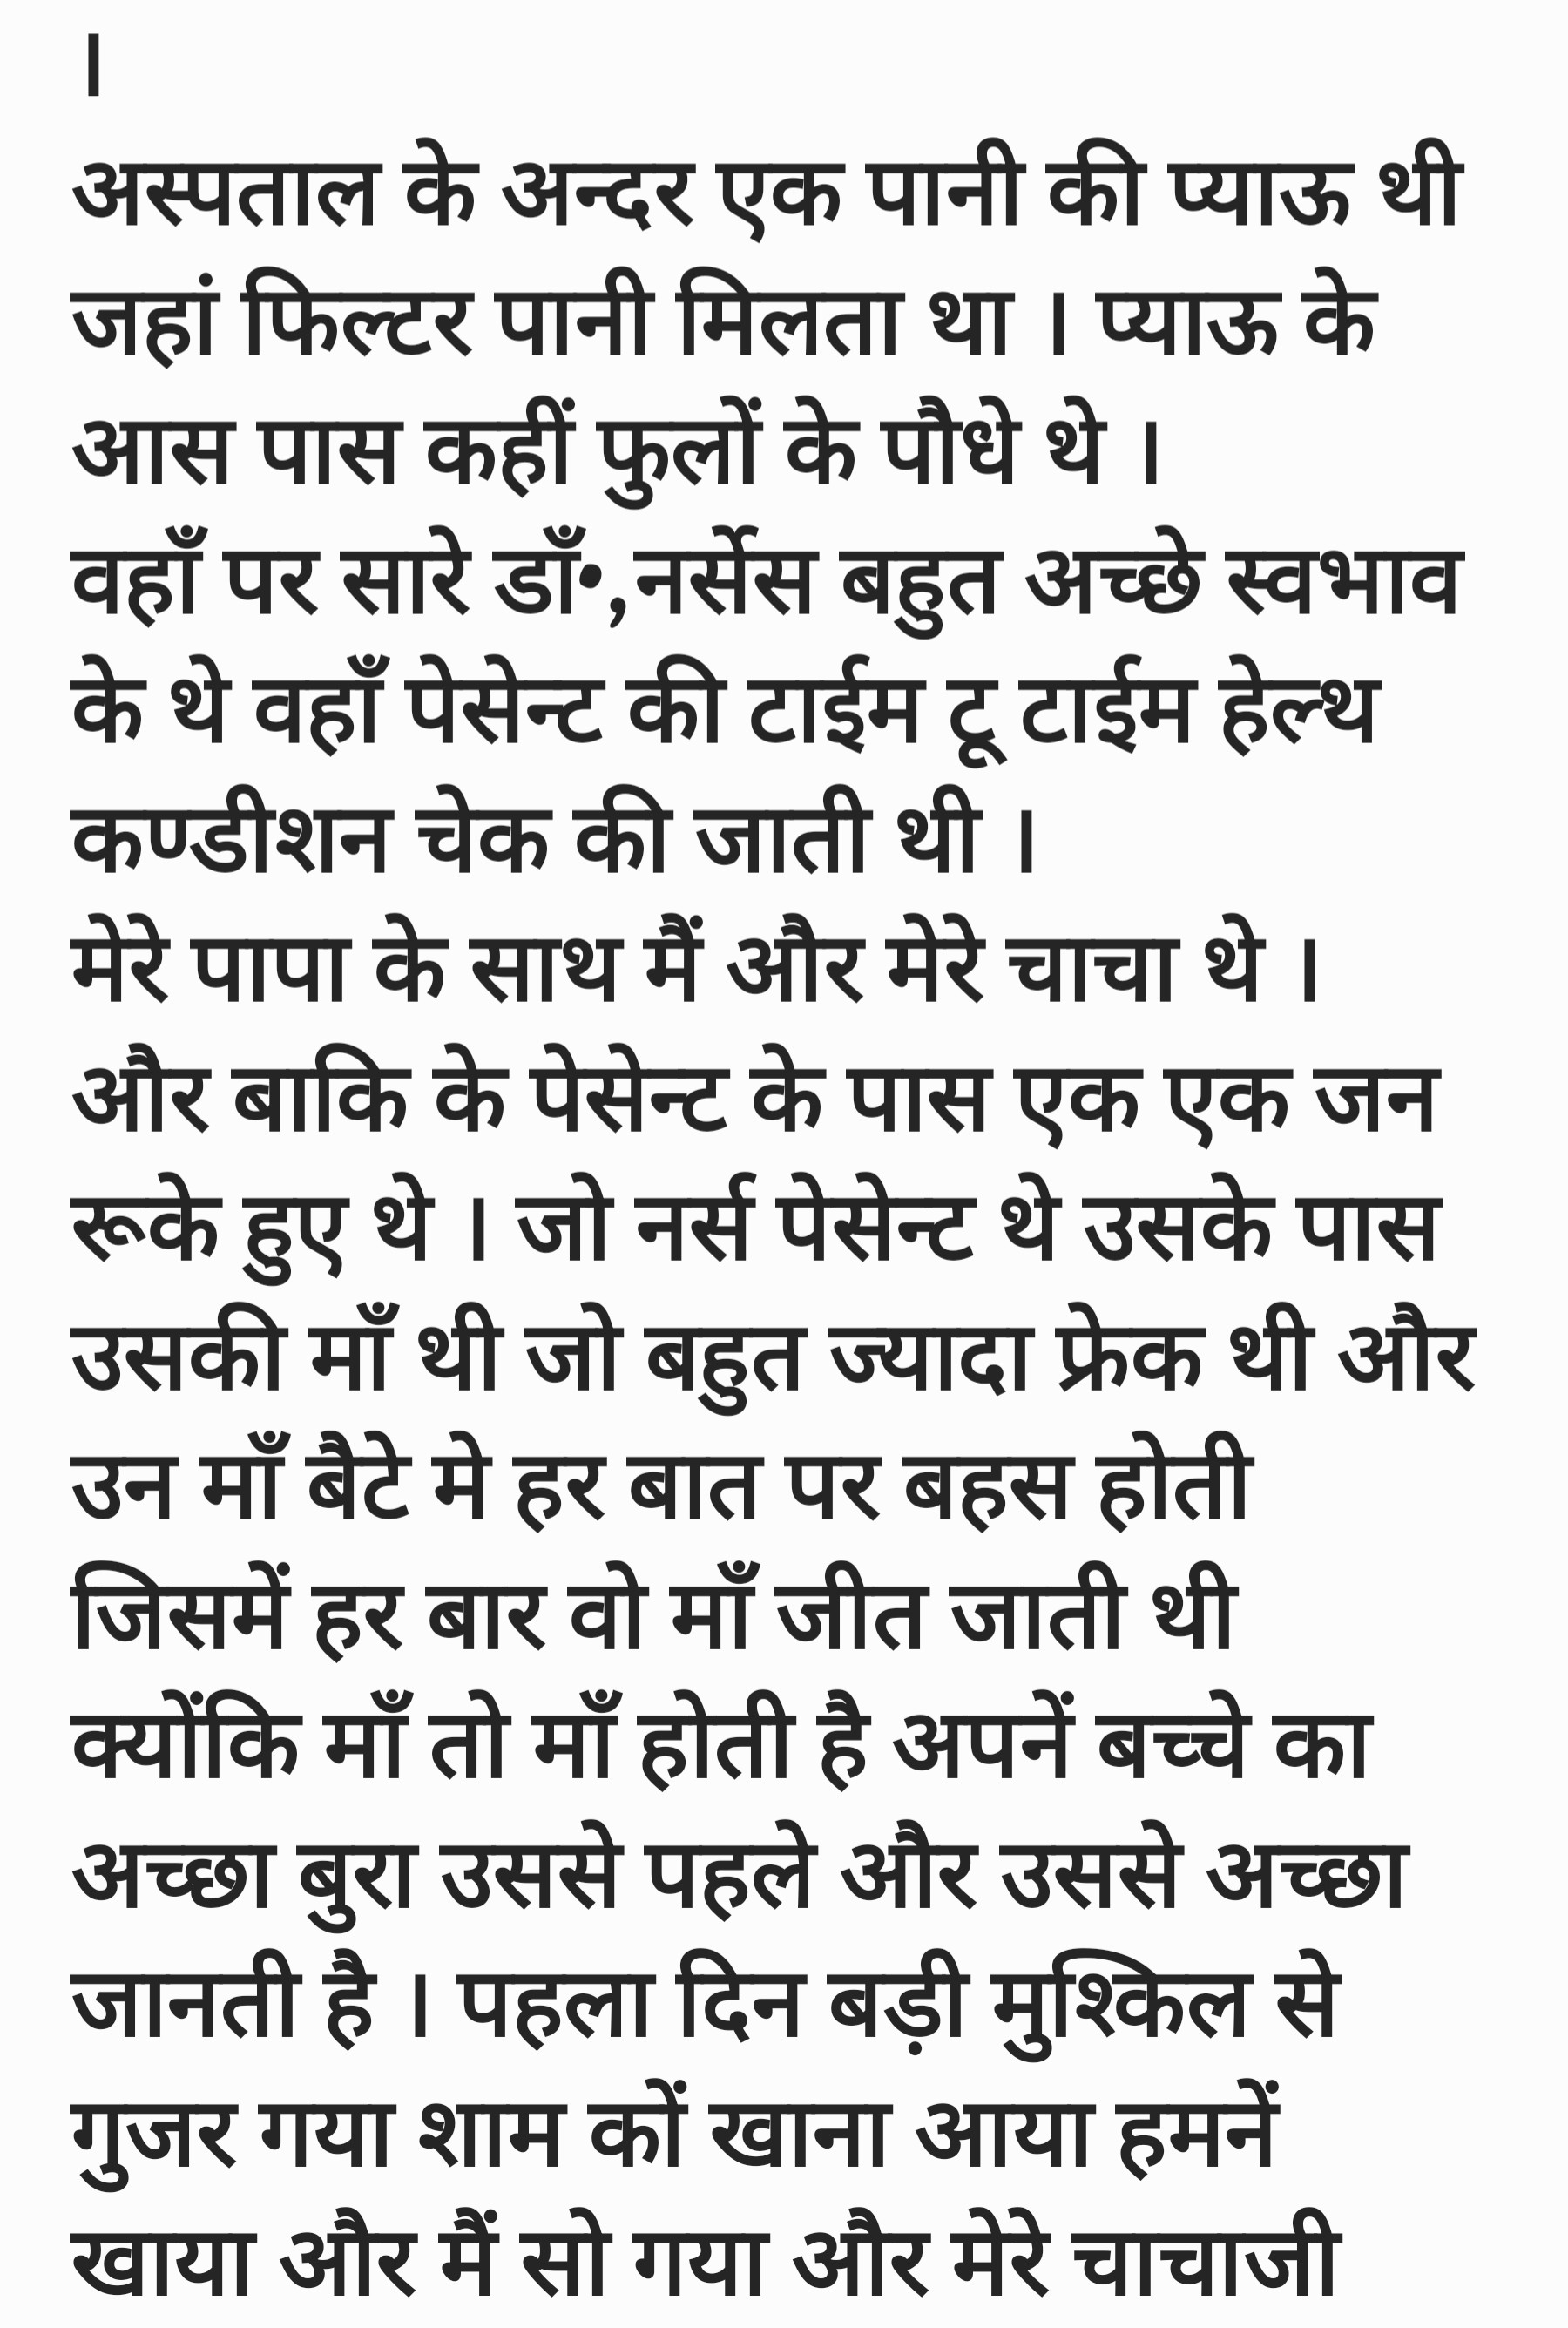 ।
अस्पताल के अन्दर एक पानी की प्याऊ थी
जहां फिल्टर पानी मिलता था । प्याऊ के
आस पास कहीं फुलों के पौधे थे ।
वहाँ पर सारे डाँ॰,नर्सेस बहुत अच्छे स्वभाव
के थे वहाँ पेसेन्ट की टाईम टू टाईम हेल्थ
कण्डीशन चेक की जाती थी ।
मेरे पापा के साथ मैं और मेरे चाचा थे ।
और बाकि के पेसेन्ट के पास एक एक जन
रूके हुए थे । जो नर्स पेसेन्ट थे उसके पास
उसकी माँ थी जो बहुत ज्यादा फ्रेक थी और
उन माँ बैटे मे हर बात पर बहस होती
जिसमें हर बार वो माँ जीत जाती थी
क्योंकि माँ तो माँ होती है अपनें बच्चे का
अच्छा बुरा उससे पहले और उससे अच्छा
जानती है । पहला दिन बड़ी मुश्किल से
गुजर गया शाम कों खाना आया हमनें
खाया और मैं सो गया और मेरे चाचाजी